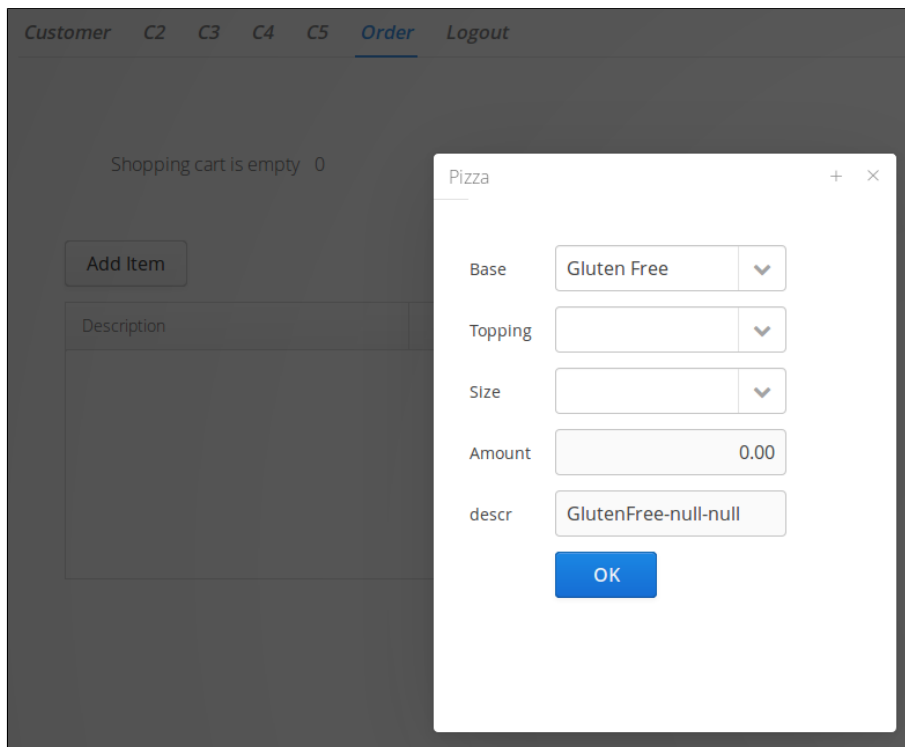 Customer C2 C3 C4 C5 Order Logout
Shopping cart is empty 0
Add Item
Description
Pizza
Base Gluten Free
Topping
Size
Amount 0.00
descr GlutenFree-null-null
OK